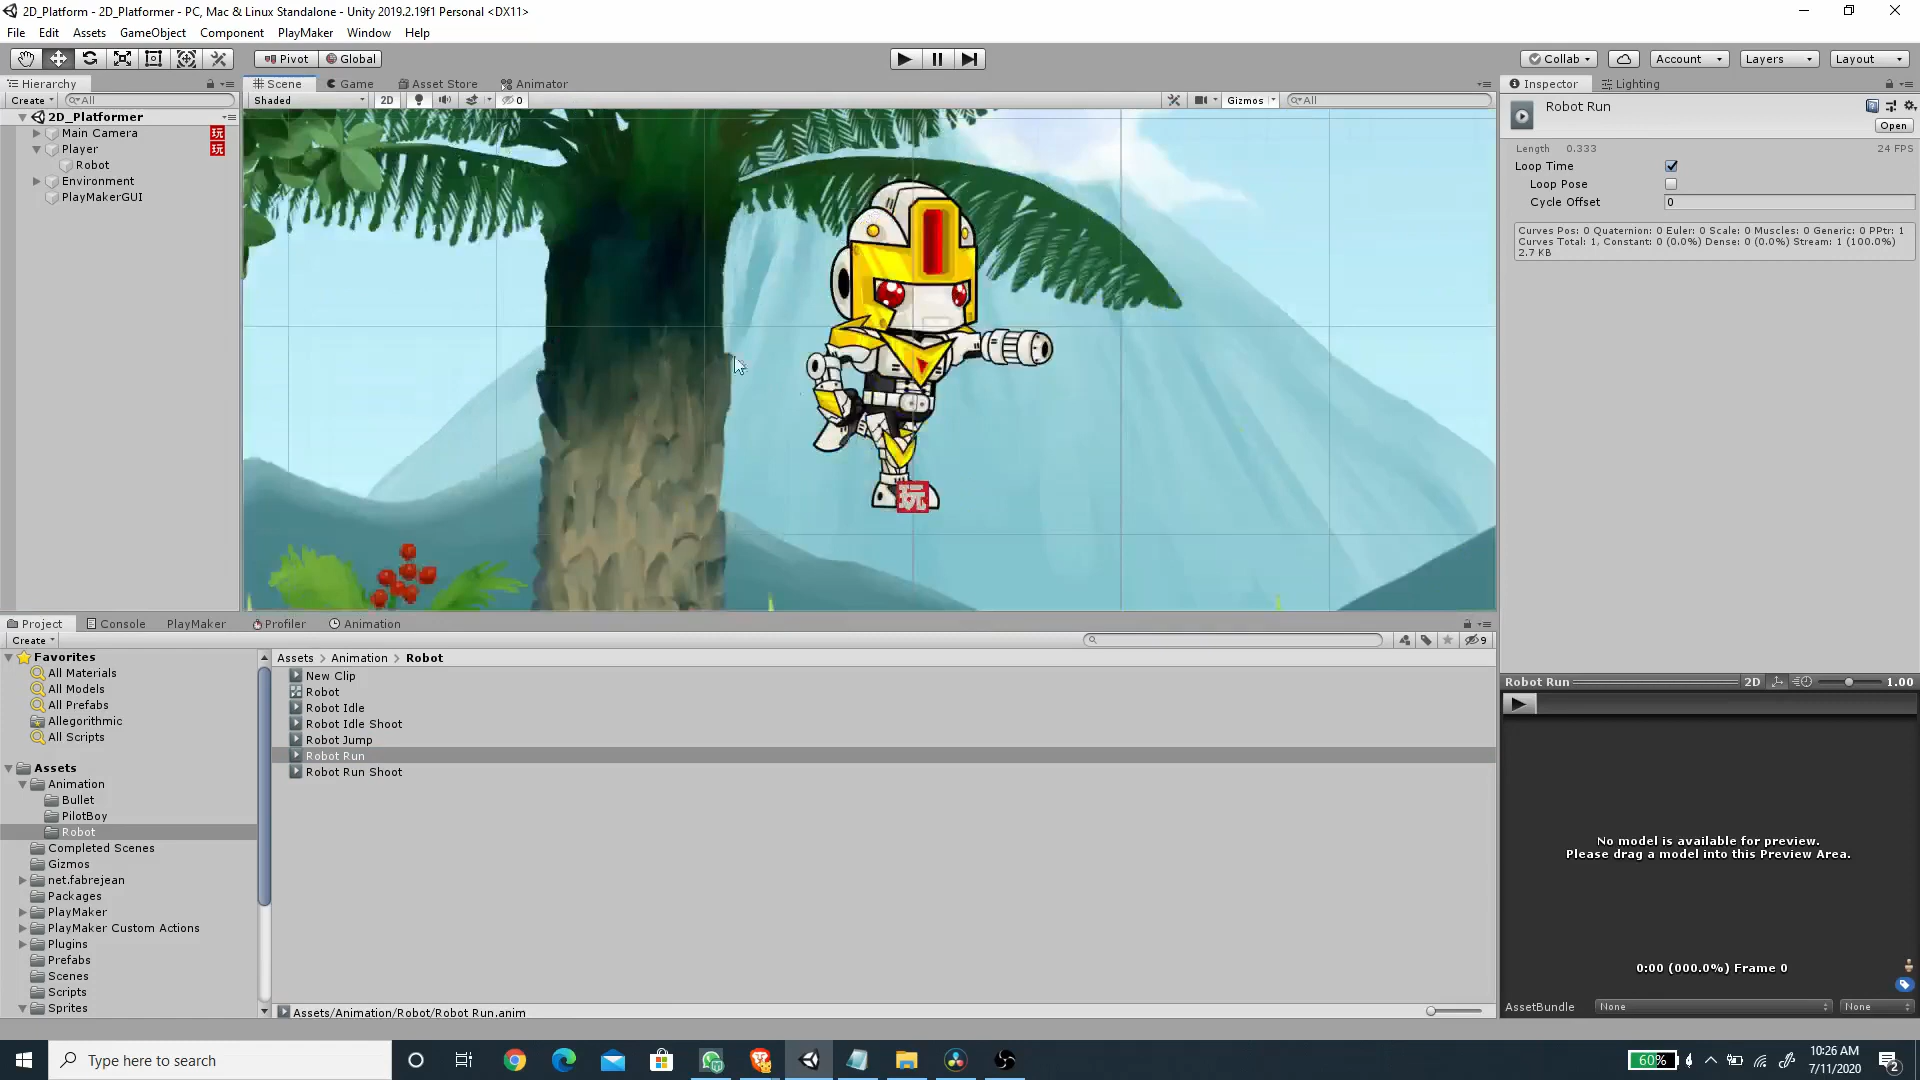 2D_Platform - 2D_Platformer - PC, Mac & Linux Standalone - Unity 2019.2.19f1 Personal <DX11>
File Edit Assets GameObject Component PlayMaker Window Help
Pivot Global Collab Account Layers Layout
Hierarchy
Create All
2D_Platformer
Main Camera 玩
Player 玩
Robot
Environment
PlayMakerGUI
Scene Game Asset Store Animator
Shaded 2D 0 Gizmos All
玩
Inspector Lighting
Robot Run
Open
Length 0.333 24 FPS
Loop Time
Loop Pose
Cycle Offset 0
Curves Pos: 0 Quaternion: 0 Euler: 0 Scale: 0 Muscles: 0 Generic: 0 PPtr: 1
Curves Total: 1, Constant: 0 (0.0%) Dense: 0 (0.0%) Stream: 1 (100.0%)
2.7 KB
Project Console PlayMaker Profiler Animation
Create 9
Favorites
All Materials
All Models
All Prefabs
Allegorithmic
All Scripts
Assets
Animation
Bullet
PilotBoy
Robot
Completed Scenes
Gizmos
net.fabrejean
Packages
PlayMaker
PlayMaker Custom Actions
Plugins
Prefabs
Scenes
Scripts
Sprites
Assets > Animation > Robot
New Clip
Robot
Robot Idle
Robot Idle Shoot
Robot Jump
Robot Run
Robot Run Shoot
Assets/Animation/Robot/Robot Run.anim
Robot Run 2D 1.00
No model is available for preview.
Please drag a model into this Preview Area.
0:00 (000.0%) Frame 0
AssetBundle None None
Type here to search
60%
10:26 AM
7/11/2020
2